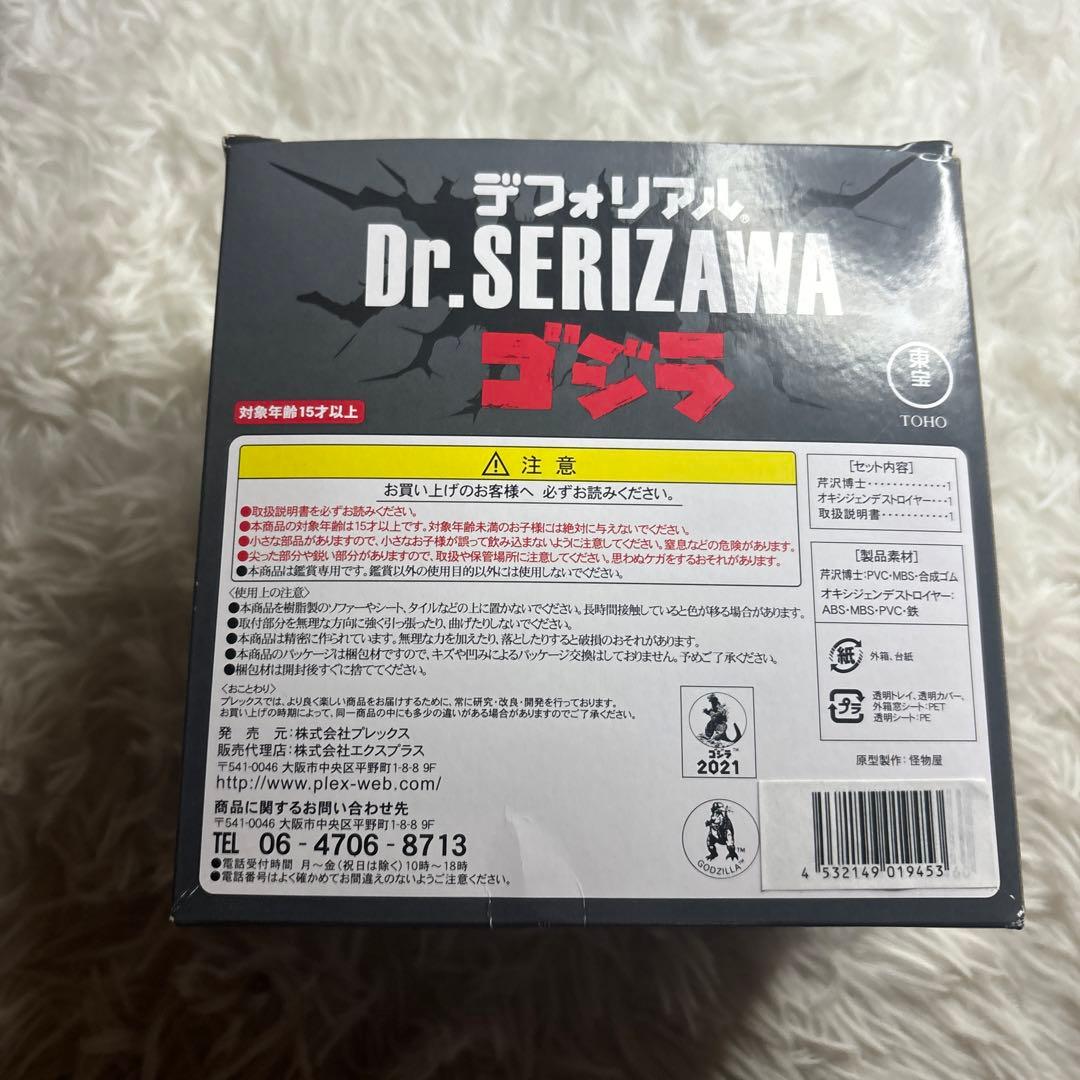 デフォリアル®
Dr.SERIZAWA
ゴジラ
東宝
TOHO
対象年齢15才以上
注意
お買い上げのお客様へ 必ずお読みください。
●取扱説明書を必ずお読みください。
●本商品の対象年齢は15才以上です。対象年齢未満のお子様には絶対に与えないでください。
●小さな部品がありますので、小さなお子様が誤って飲み込まないように注意してください。窒息などの危険があります。
●尖った部分や鋭い部分がありますので、取扱や保管場所に注意してください。思わぬケガをするおそれがあります。
●本商品は鑑賞専用です。鑑賞以外の使用目的以外には使用しないでください。
〈使用上の注意〉
●本商品を樹脂製のソファーやシート、タイルなどの上に置かないでください。長時間接触していると色が移る場合があります。
●取付部分を無理な方向に強く引っ張ったり、曲げたりしないでください。
●本商品は精密に作られています。無理な力を加えたり、落としたりすると破損のおそれがあります。
●本商品のパッケージは梱包材ですので、キズや凹みによるパッケージ交換はしておりません。予めご了承ください。
●梱包材は開封後すぐに捨ててください。
〈おことわり〉
プレックスでは、より良く楽しい商品をお届けするために、常に研究・改良・開発を行っております。
お買い上げの時期によって、同一商品の中にも多少の違いがある場合がありますのでご了承ください。
発 売 元：株式会社プレックス
販売代理店：株式会社エクスプラス
〒541-0046 大阪市中央区平野町1-8-8 9F
http://www.plex-web.com/
商品に関するお問い合わせ先
〒541-0046 大阪市中央区平野町1-8-8 9F
TEL 06-4706-8713
●電話受付時間 月～金(祝日は除く)10時～18時
●電話番号はよく確かめてお間違えのないようご注意ください。
［セット内容］
芹沢博士・・・・・・・・・・・・・1
オキシジェンデストロイヤー・・・1
取扱説明書・・・・・・・・・・・1
［製品素材］
芹沢博士：PVC・MBS・合成ゴム
オキシジェンデストロイヤー：
ABS・MBS・PVC・鉄
紙
外箱、台紙
プラ
透明トレイ、透明カバー、
外箱窓シート：PET
透明シート：PE
原型製作：怪物屋
ゴジラ™
2021
GODZILLA™
4 532149 019453